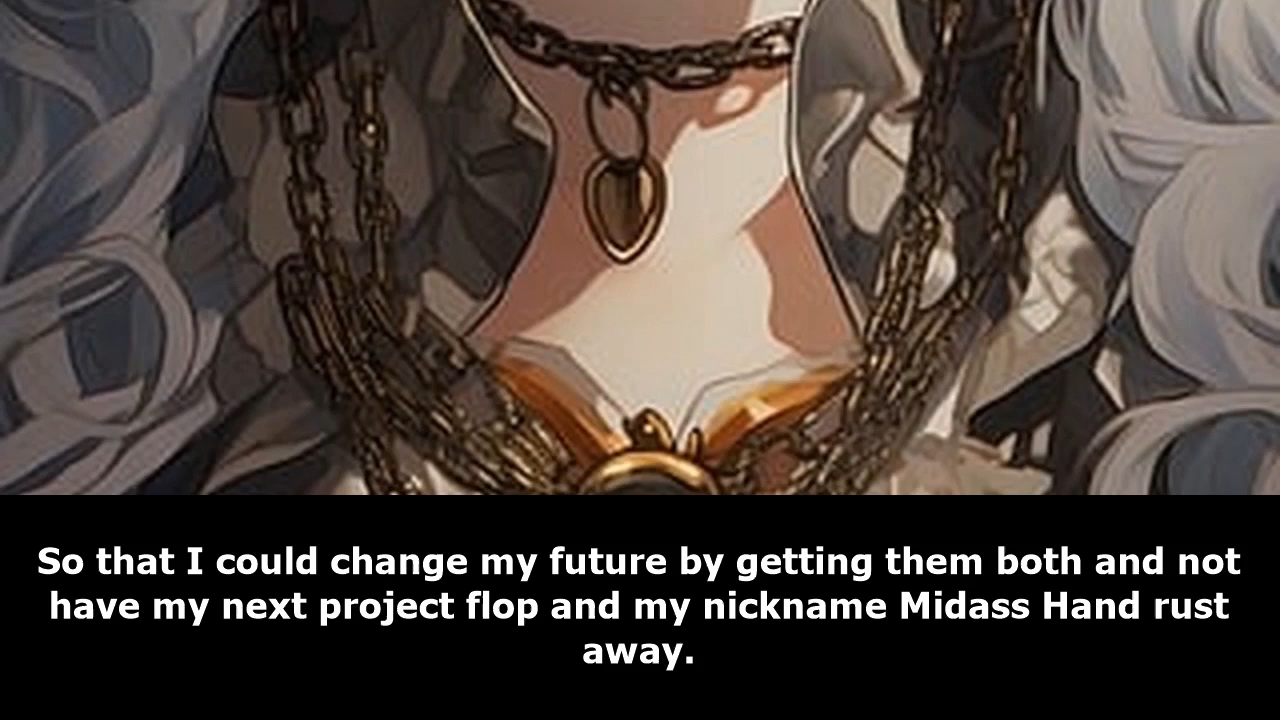 So that I could change my future by getting them both and not
have my next project flop and my nickname Midass Hand rust
away.